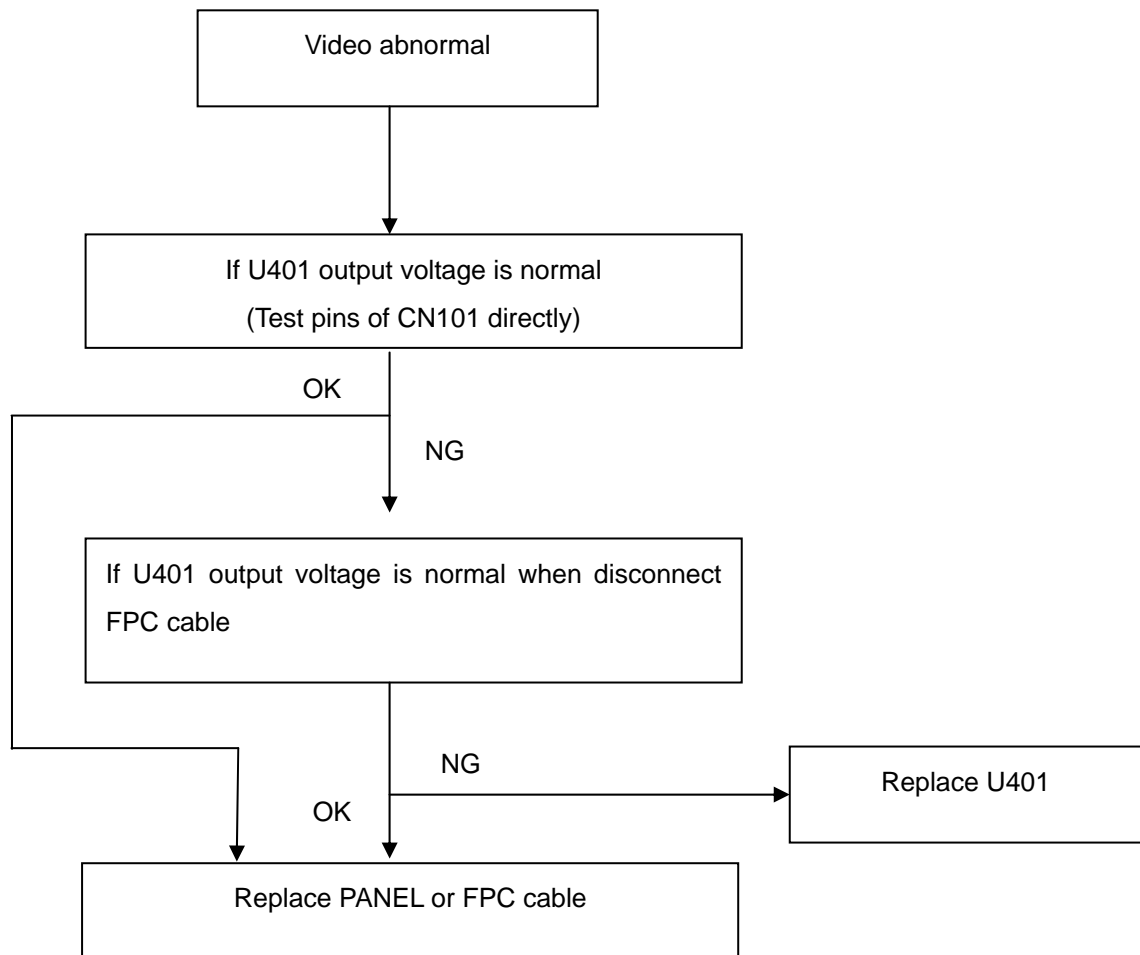 Video abnormal
If U401 output voltage is normal
(Test pins of CN101 directly)
OK
NG
If U401 output voltage is normal when disconnect
FPC cable
NG
Replace U401
OK
Replace PANEL or FPC cable